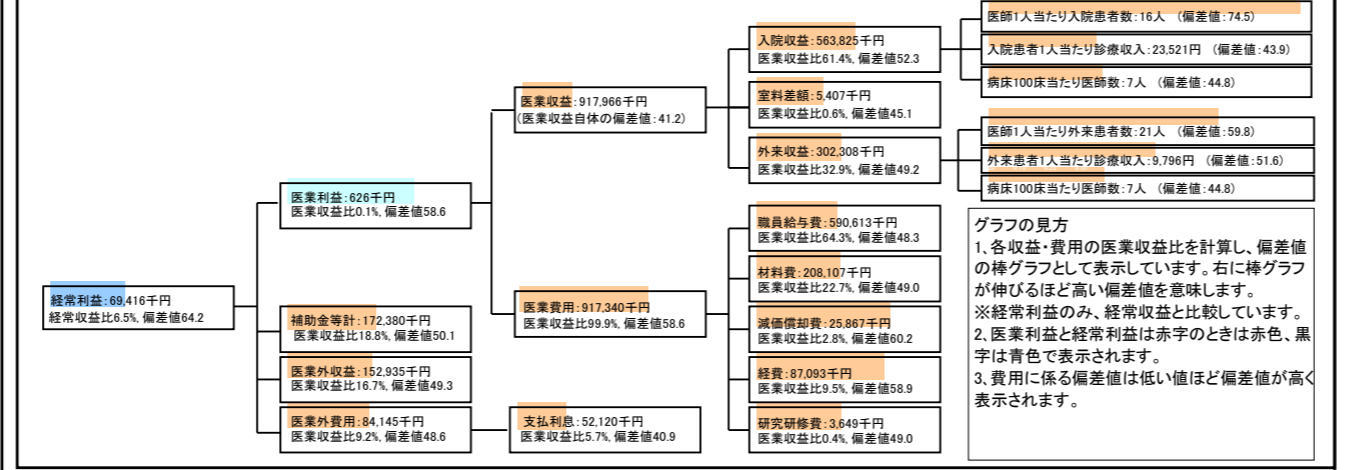 経常利益:69,416千円
経常収支比6.5%, 偏差値64.2
医業利益:626千円
医業収益比0.1%, 偏差値58.6
補助金等計:172,380千円
医業収益比18.8%, 偏差値50.1
医業外収益:152,935千円
医業収益比16.7%, 偏差値49.3
医業外費用:84,145千円
医業収益比9.2%, 偏差値48.6
支払利息:52,120千円
医業収益比5.7%, 偏差値40.9
医業収益:917,966千円
(医業収益自体の偏差値:41.2)
医業費用:917,340千円
医業収益比99.9%, 偏差値58.6
入院収益:563,825千円
医業収益比61.4%, 偏差値52.3
室料差額:5,407千円
医業収益比0.6%, 偏差値45.1
外来収益:302,308千円
医業収益比32.9%, 偏差値49.2
職員給与費:590,613千円
医業収益比64.3%, 偏差値48.3
材料費:208,107千円
医業収益比22.7%, 偏差値49.0
減価償却費:25,867千円
医業収益比2.8%, 偏差値60.2
経費:87,093千円
医業収益比9.5%, 偏差値58.9
研究研修費:3,649千円
医業収益比0.4%, 偏差値49.0
医師1人当たり入院患者数:16人 (偏差値:74.5)
入院患者1人当たり診療収入:23,521円 (偏差値:43.9)
病床100床当たり医師数:7人 (偏差値:44.8)
医師1人当たり外来患者数:21人 (偏差値:59.8)
外来患者1人当たり診療収入:9,796円 (偏差値:51.6)
病床100床当たり医師数:7人 (偏差値:44.8)
グラフの見方
1、各収益・費用の医業収益比を計算し、偏差値
の棒グラフとして表示しています。右に棒グラフ
が伸びるほど高い偏差値を意味します。
※経常利益のみ、経常収益と比較しています。
2、医業利益と経常利益は赤字のときは赤色、黒
字は青色で表示されます。
3、費用に係る偏差値は低い値ほど偏差値が高く
表示されます。